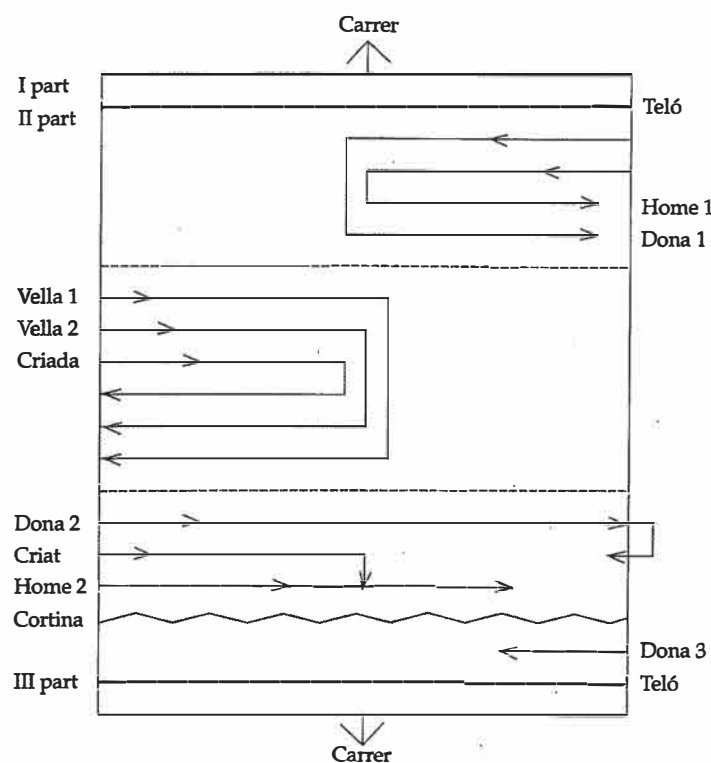 Carrer
I part
Teló
II part
Home 1
Dona 1
Vella 1
Vella 2
Criada
Dona 2
Criat
Home 2
Cortina
Dona 3
III part
Teló
Carrer